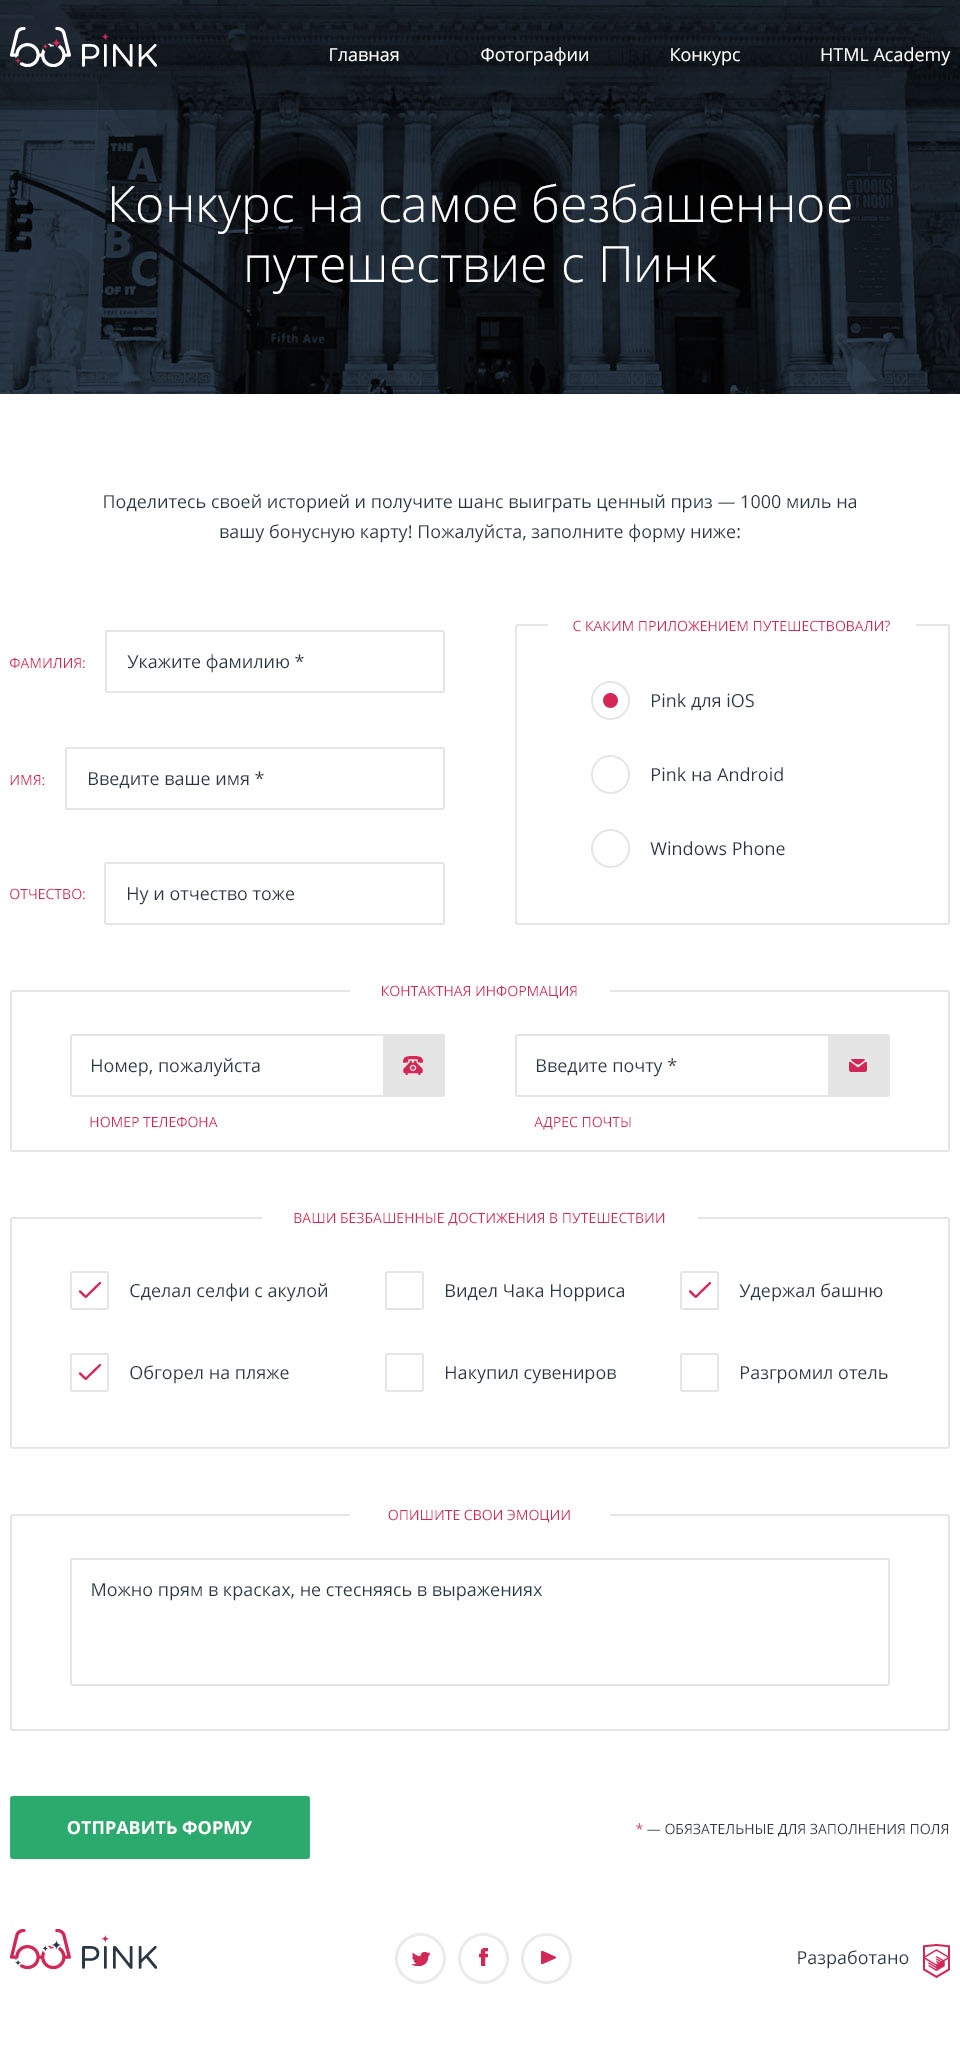 PINK
Главная
Фотографии
Конкурс
HTML Academy
THE
A
B
C
OF IT
Fifth Ave
Конкурс на самое безбашенное
путешествие с Пинк
Поделитесь своей историей и получите шанс выиграть ценный приз — 1000 миль на
вашу бонусную карту! Пожалуйста, заполните форму ниже:
ФАМИЛИЯ:
Укажите фамилию *
ИМЯ:
Введите ваше имя *
ОТЧЕСТВО:
Ну и отчество тоже
С КАКИМ ПРИЛОЖЕНИЕМ ПУТЕШЕСТВОВАЛИ?
Pink для iOS
Pink на Android
Windows Phone
КОНТАКТНАЯ ИНФОРМАЦИЯ
Номер, пожалуйста
НОМЕР ТЕЛЕФОНА
Введите почту *
АДРЕС ПОЧТЫ
ВАШИ БЕЗБАШЕННЫЕ ДОСТИЖЕНИЯ В ПУТЕШЕСТВИИ
Сделал селфи с акулой
Видел Чака Норриса
Удержал башню
Обгорел на пляже
Накупил сувениров
Разгромил отель
ОПИШИТЕ СВОИ ЭМОЦИИ
Можно прям в красках, не стесняясь в выражениях
ОТПРАВИТЬ ФОРМУ
* — ОБЯЗАТЕЛЬНЫЕ ДЛЯ ЗАПОЛНЕНИЯ ПОЛЯ
PINK
Разработано